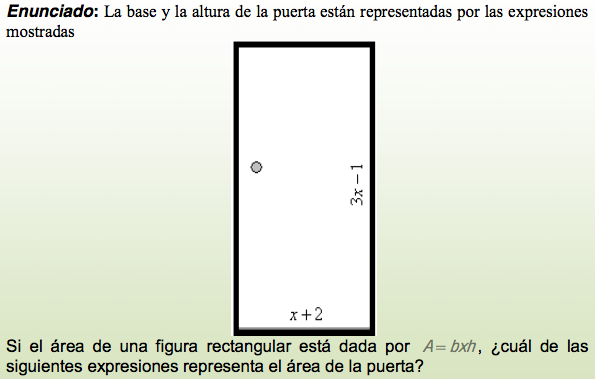 Enunciado: La base y la altura de la puerta están representadas por las expresiones
mostradas
3x − 1
x + 2
Si el área de una figura rectangular está dada por A= bxh, ¿cuál de las
siguientes expresiones representa el área de la puerta?